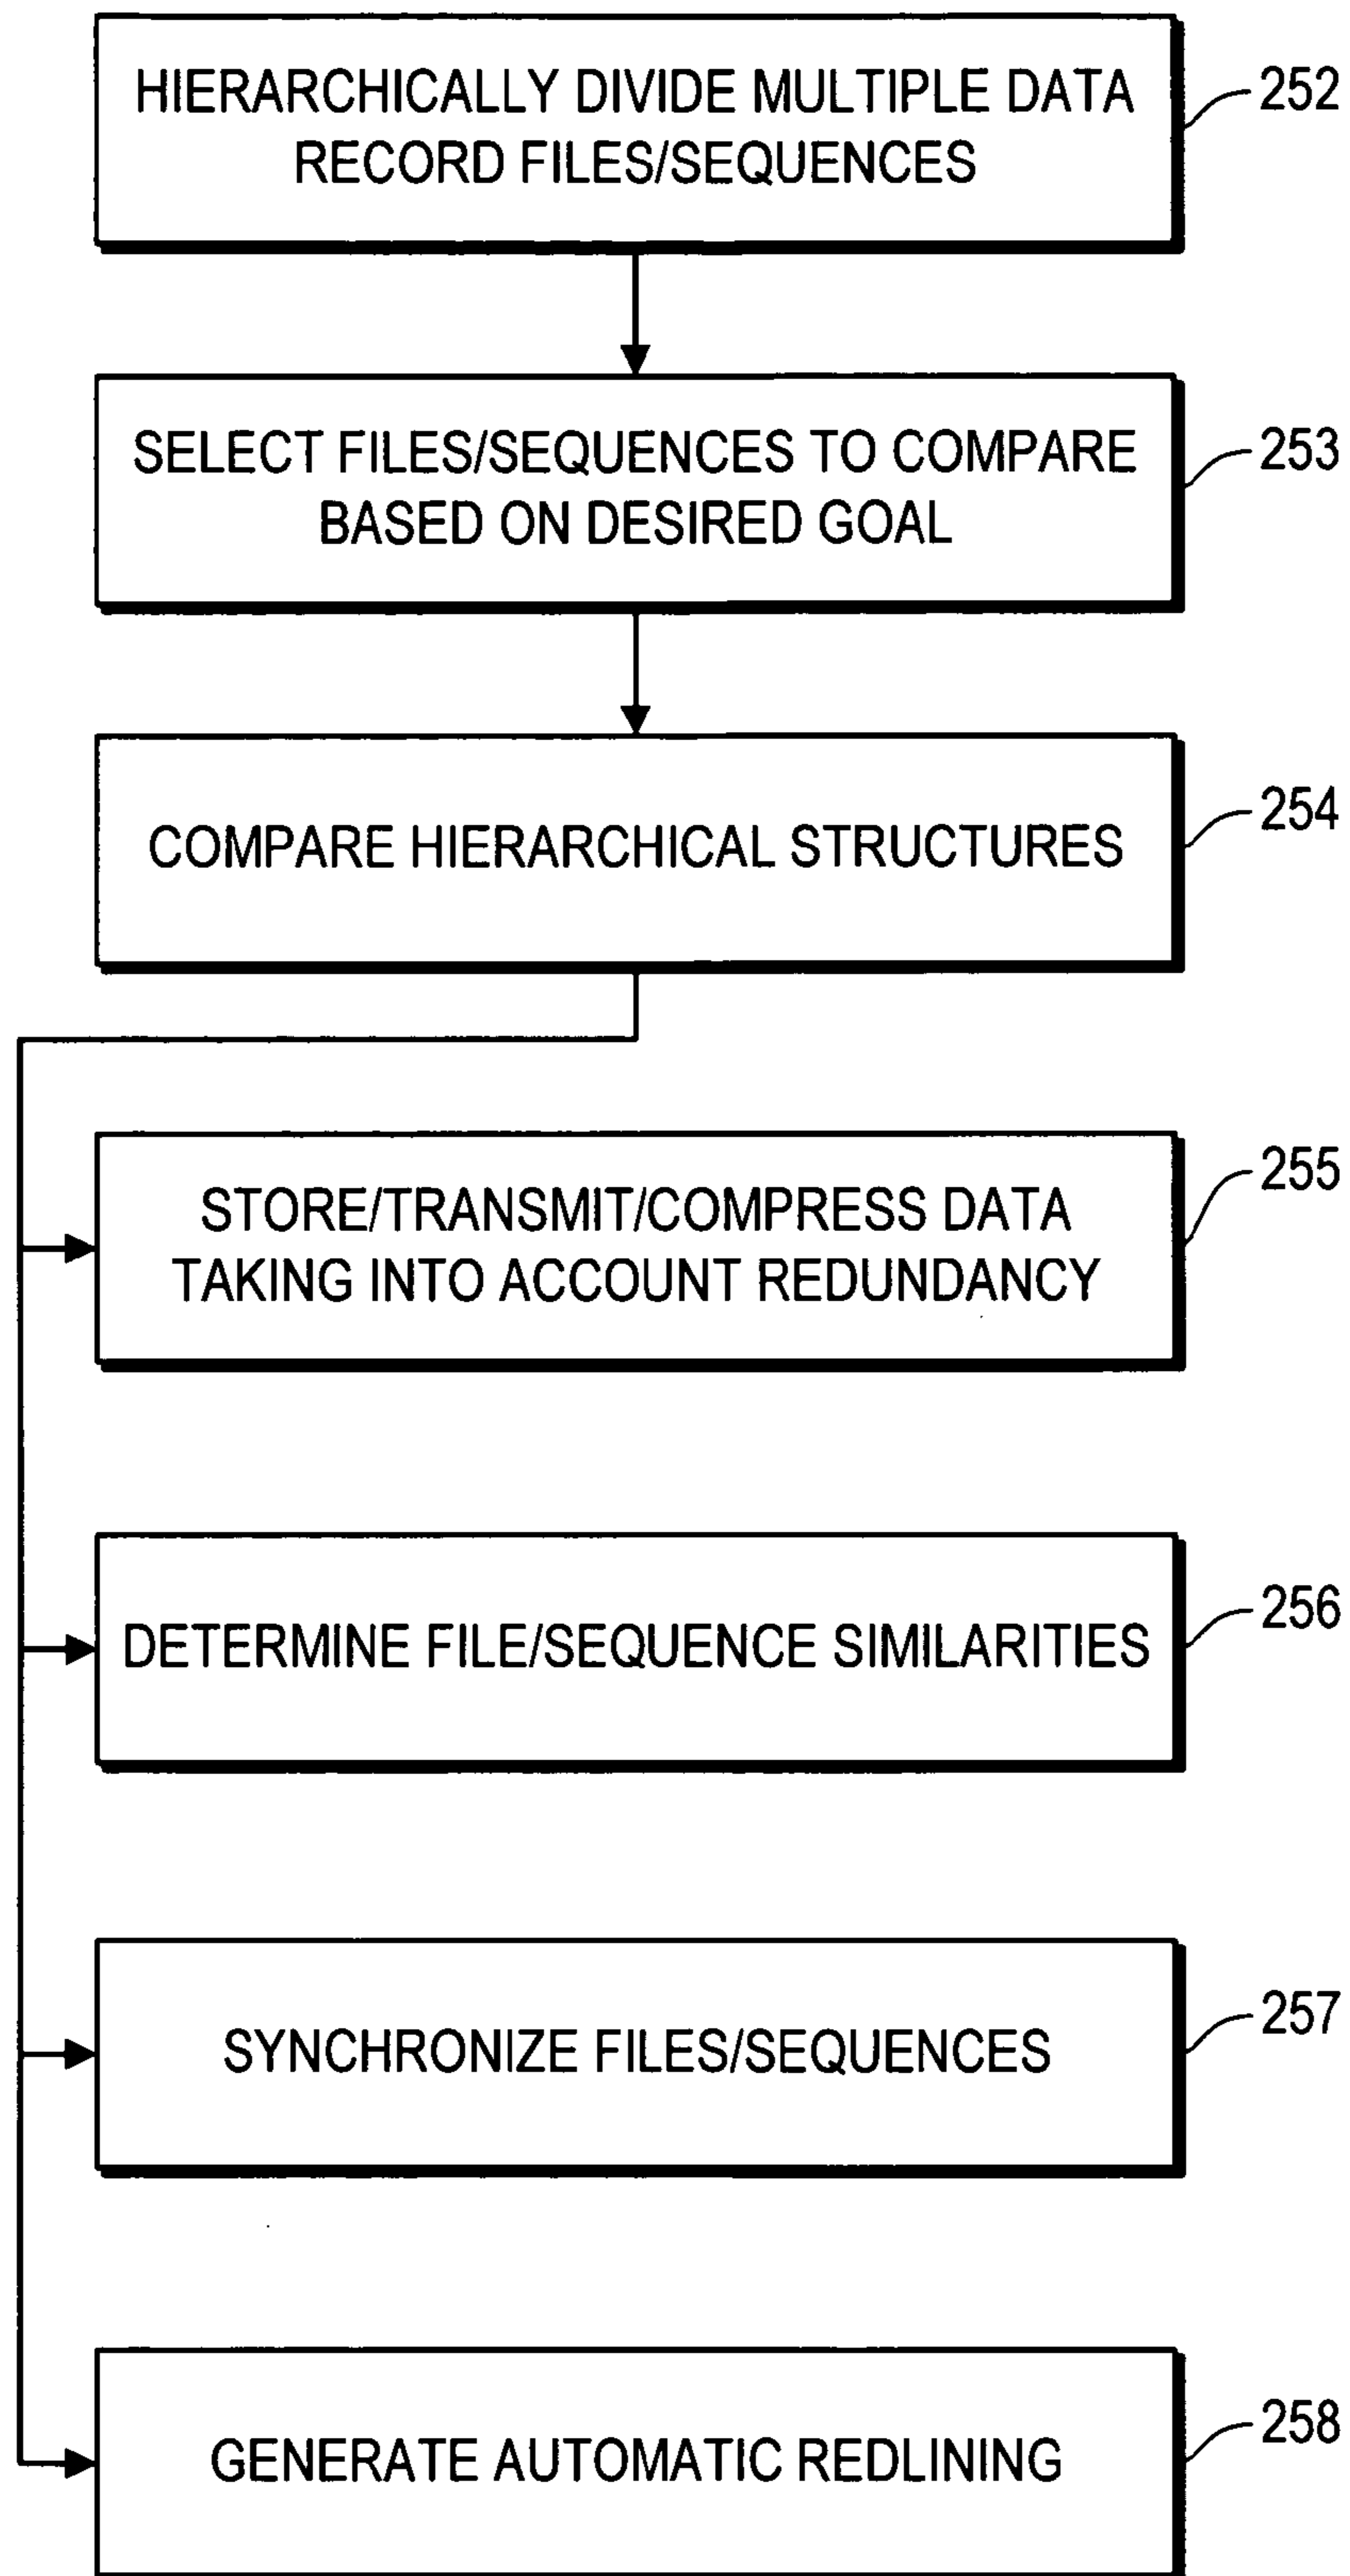 HIERARCHICALLY DIVIDE MULTIPLE DATA
RECORD FILES/SEQUENCES
252
SELECT FILES/SEQUENCES TO COMPARE
BASED ON DESIRED GOAL
253
COMPARE HIERARCHICAL STRUCTURES
254
STORE/TRANSMIT/COMPRESS DATA
TAKING INTO ACCOUNT REDUNDANCY
255
DETERMINE FILE/SEQUENCE SIMILARITIES
256
SYNCHRONIZE FILES/SEQUENCES
257
GENERATE AUTOMATIC REDLINING
258